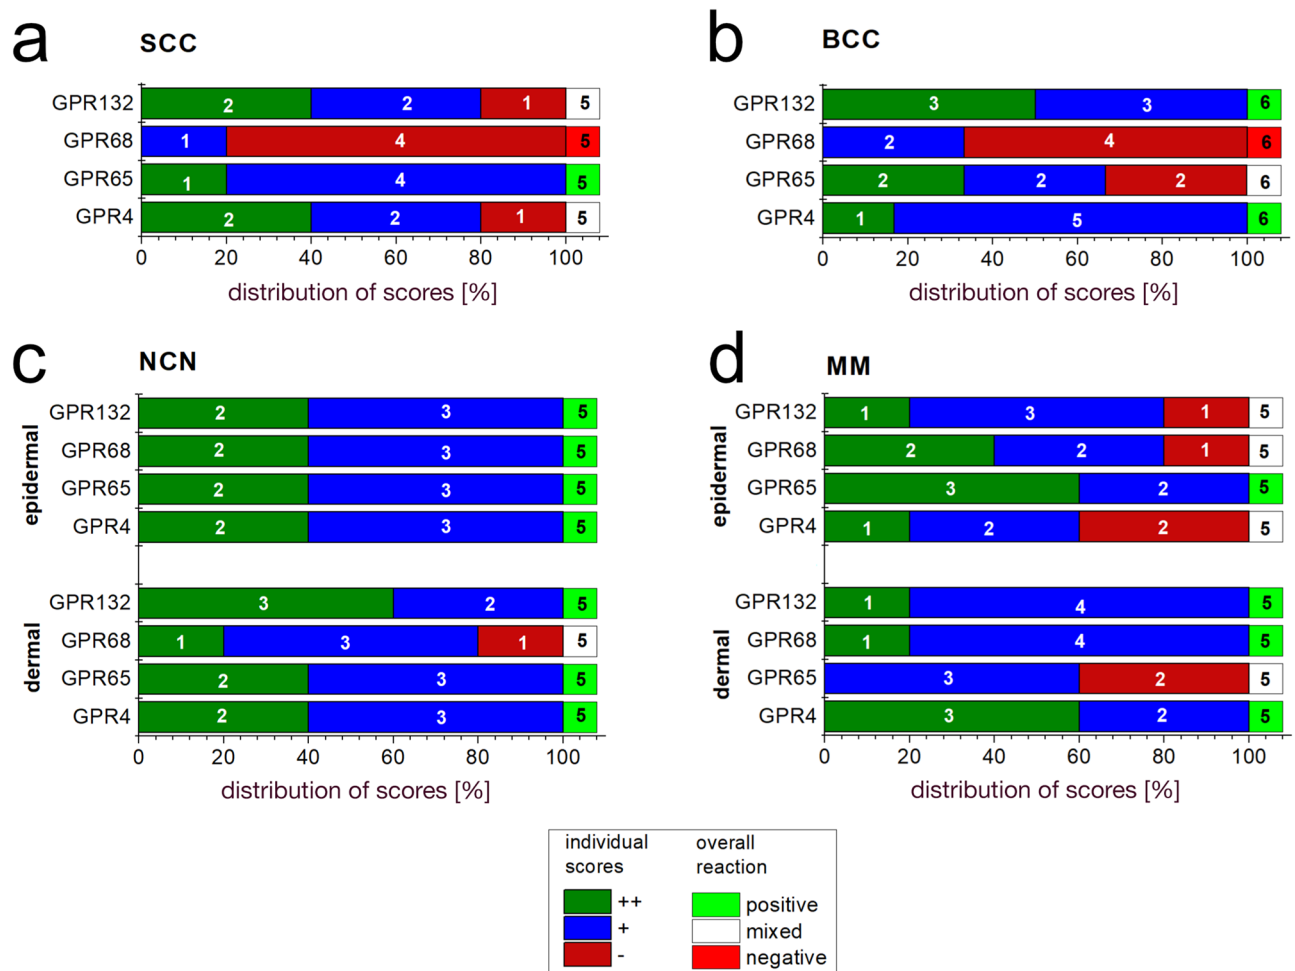 a
SCC
GPR132 2 2 1 5
GPR68 1 4 5
GPR65 1 4 5
GPR4 2 2 1 5
0 20 40 60 80 100
distribution of scores [%]
b
BCC
GPR132 3 3 6
GPR68 2 4 6
GPR65 2 2 2 6
GPR4 1 5 6
0 20 40 60 80 100
distribution of scores [%]
c
NCN
epidermal
GPR132 2 3 5
GPR68 2 3 5
GPR65 2 3 5
GPR4 2 3 5
dermal
GPR132 3 2 5
GPR68 1 3 1 5
GPR65 2 3 5
GPR4 2 3 5
0 20 40 60 80 100
distribution of scores [%]
d
MM
epidermal
GPR132 1 3 1 5
GPR68 2 2 1 5
GPR65 3 2 5
GPR4 1 2 2 5
dermal
GPR132 1 4 5
GPR68 1 4 5
GPR65 3 2 5
GPR4 3 2 5
0 20 40 60 80 100
distribution of scores [%]
individual scores
++
+
-
overall reaction
positive
mixed
negative